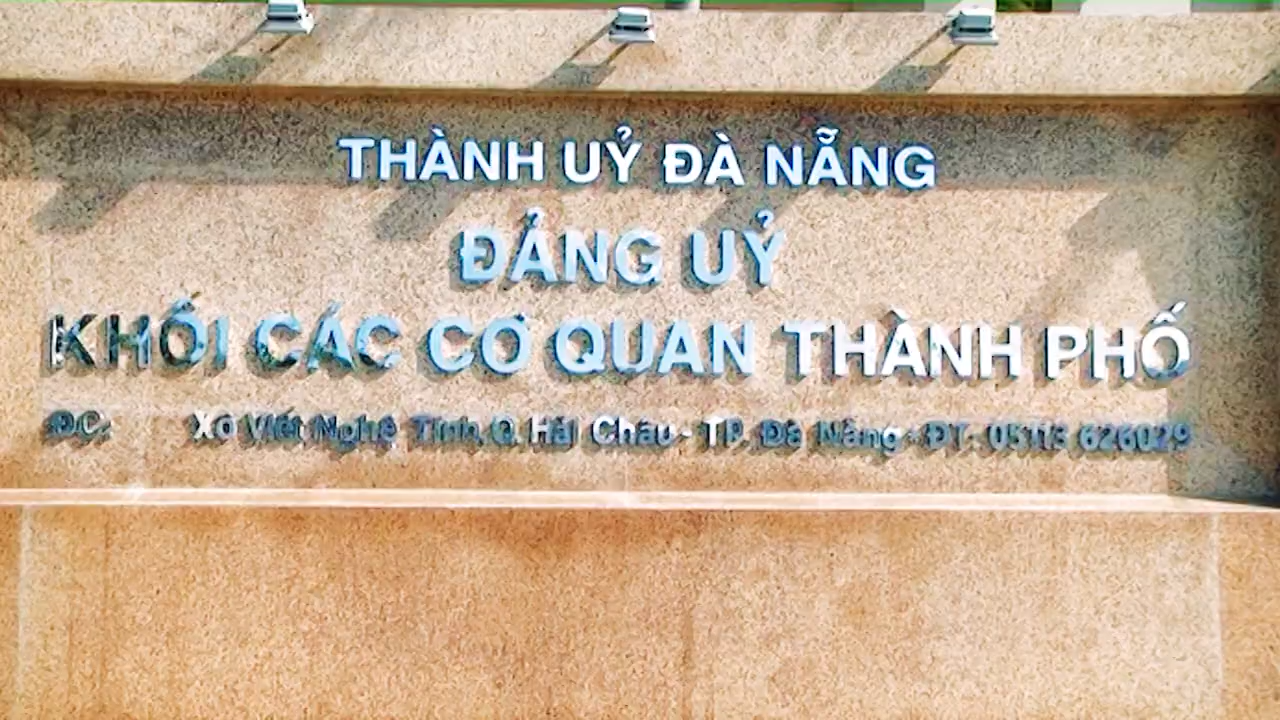 THÀNH UỶ ĐÀ NẴNG
ĐẢNG UỶ
KHỐI CÁC CƠ QUAN THÀNH PHỐ
ĐC: Xô Viết Nghệ Tĩnh, Q. Hải Châu - TP. Đà Nẵng - ĐT: 05113 626029